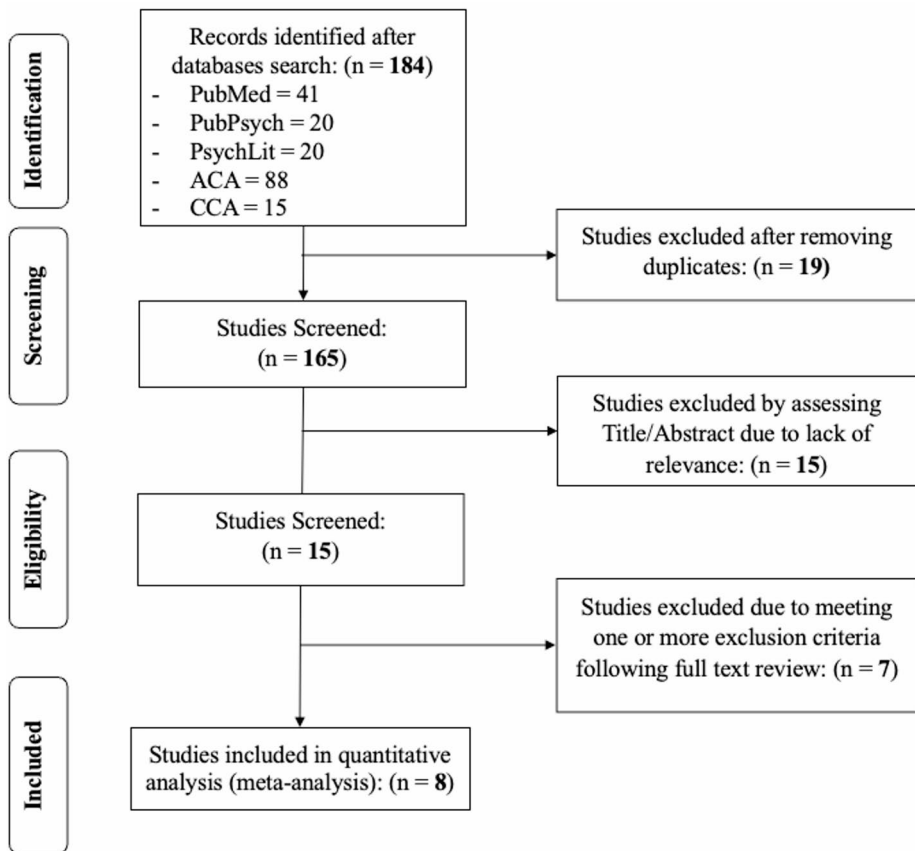 Identification
Records identified after
databases search: (n = 184)
- PubMed = 41
- PubPsych = 20
- PsychLit = 20
- ACA = 88
- CCA = 15
Studies excluded after removing
duplicates: (n = 19)
Screening
Studies Screened:
(n = 165)
Studies excluded by assessing
Title/Abstract due to lack of
relevance: (n = 15)
Eligibility
Studies Screened:
(n = 15)
Studies excluded due to meeting
one or more exclusion criteria
following full text review: (n = 7)
Included
Studies included in quantitative
analysis (meta-analysis): (n = 8)